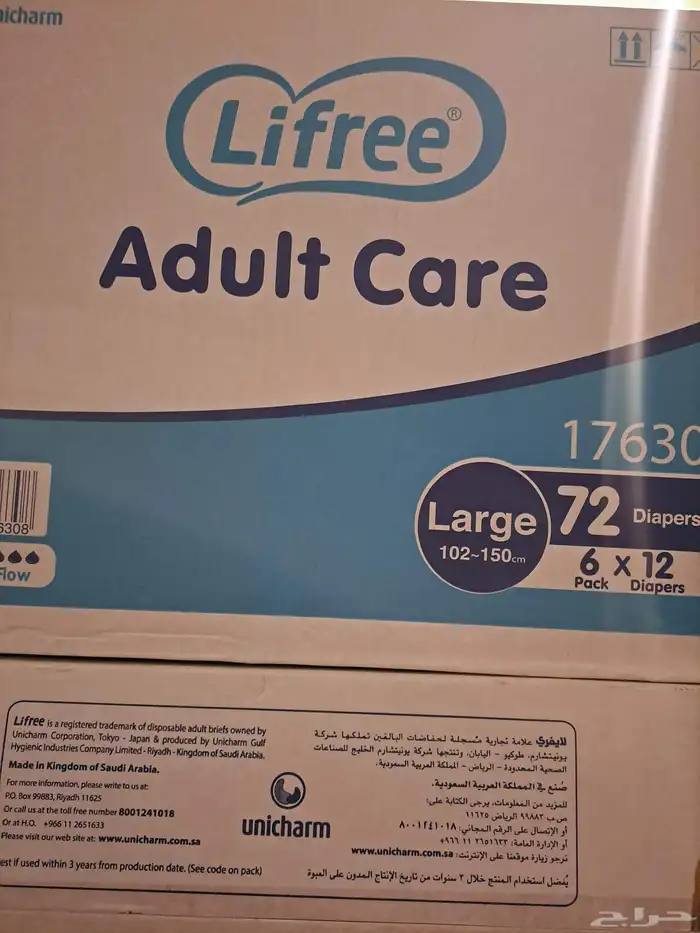 unicharm
Lifree®
Adult Care
17630
Large
102~150cm
72 Diapers
6 x 12
Pack Diapers
6308
Flow
Lifree is a registered trademark of disposable adult briefs owned by
Unicharm Corporation, Tokyo - Japan & produced by Unicharm Gulf
Hygienic Industries Company Limited - Riyadh - Kingdom of Saudi Arabia.
Made in Kingdom of Saudi Arabia.
For more information, please write to us at:
P.O. Box 99883, Riyadh 11625
Or call us at the toll free number 8001241018
Or at H.O. +966 11 2651633
Please visit our web site at: www.unicharm.com.sa
est if used within 3 years from production date. (See code on pack)
unicharm
لايفري علامة تجارية مُسجلة لحفاضات البالغين تملكها شركة
يونيتشارم، طوكيو - اليابان، وتنتجها شركة يونيتشارم الخليج للصناعات
الصحية المحدودة - الرياض - المملكة العربية السعودية.
صُنع في المملكة العربية السعودية.
للمزيد من المعلومات، يرجى الكتابة على:
ص ب ٩٩٨٨٣ الرياض ١١٦٢٥
أو الإتصال على الرقم المجاني: ٨٠٠١٢٤١٠١٨
أو الإدارة العامة: ٢٦٥١٦٣٣ ١١ ٩٦٦+
نرجو زيارة موقعنا على الإنترنت: www.unicharm.com.sa
يُفضل استخدام المنتج خلال ٣ سنوات من تاريخ الإنتاج المدون على العبوة
حراج